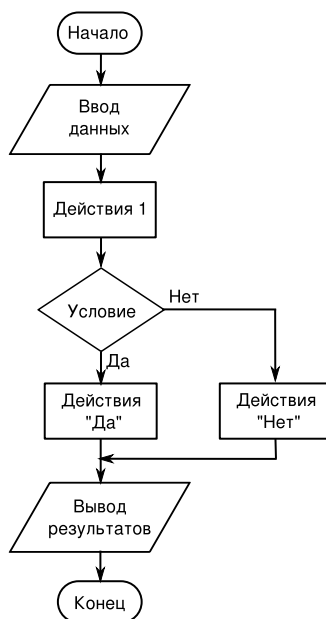 Начало
Ввод
данных
Действия 1
Условие
Нет
Да
Действия
"Да"
Действия
"Нет"
Вывод
результатов
Конец